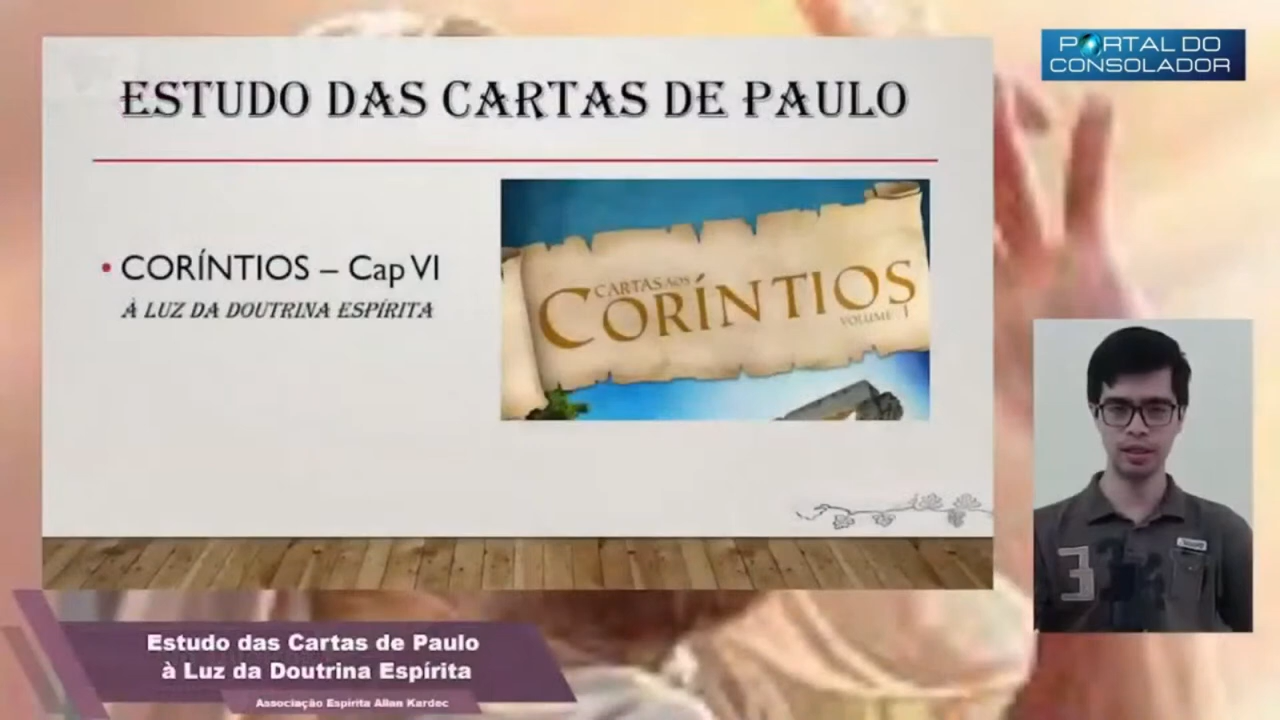 PORTAL DO
CONSOLADOR
ESTUDO DAS CARTAS DE PAULO
• CORÍNTIOS – Cap VI
À LUZ DA DOUTRINA ESPÍRITA
CARTAS AOS
CORÍNTIOS
VOLUME 1
3
Estudo das Cartas de Paulo
à Luz da Doutrina Espírita
Associação Espírita Allan Kardec